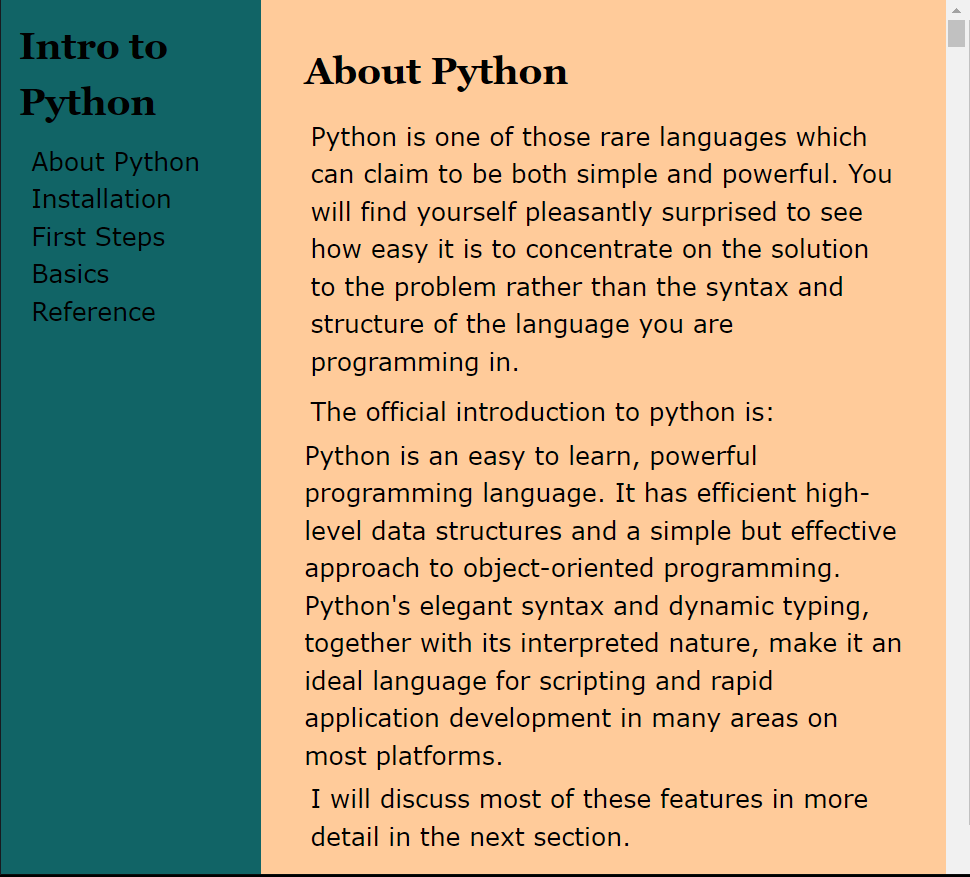 Intro to
Python
About Python
Installation
First Steps
Basics
Reference
About Python
Python is one of those rare languages which
can claim to be both simple and powerful. You
will find yourself pleasantly surprised to see
how easy it is to concentrate on the solution
to the problem rather than the syntax and
structure of the language you are
programming in.
The official introduction to python is:
Python is an easy to learn, powerful
programming language. It has efficient high-
level data structures and a simple but effective
approach to object-oriented programming.
Python's elegant syntax and dynamic typing,
together with its interpreted nature, make it an
ideal language for scripting and rapid
application development in many areas on
most platforms.
I will discuss most of these features in more
detail in the next section.